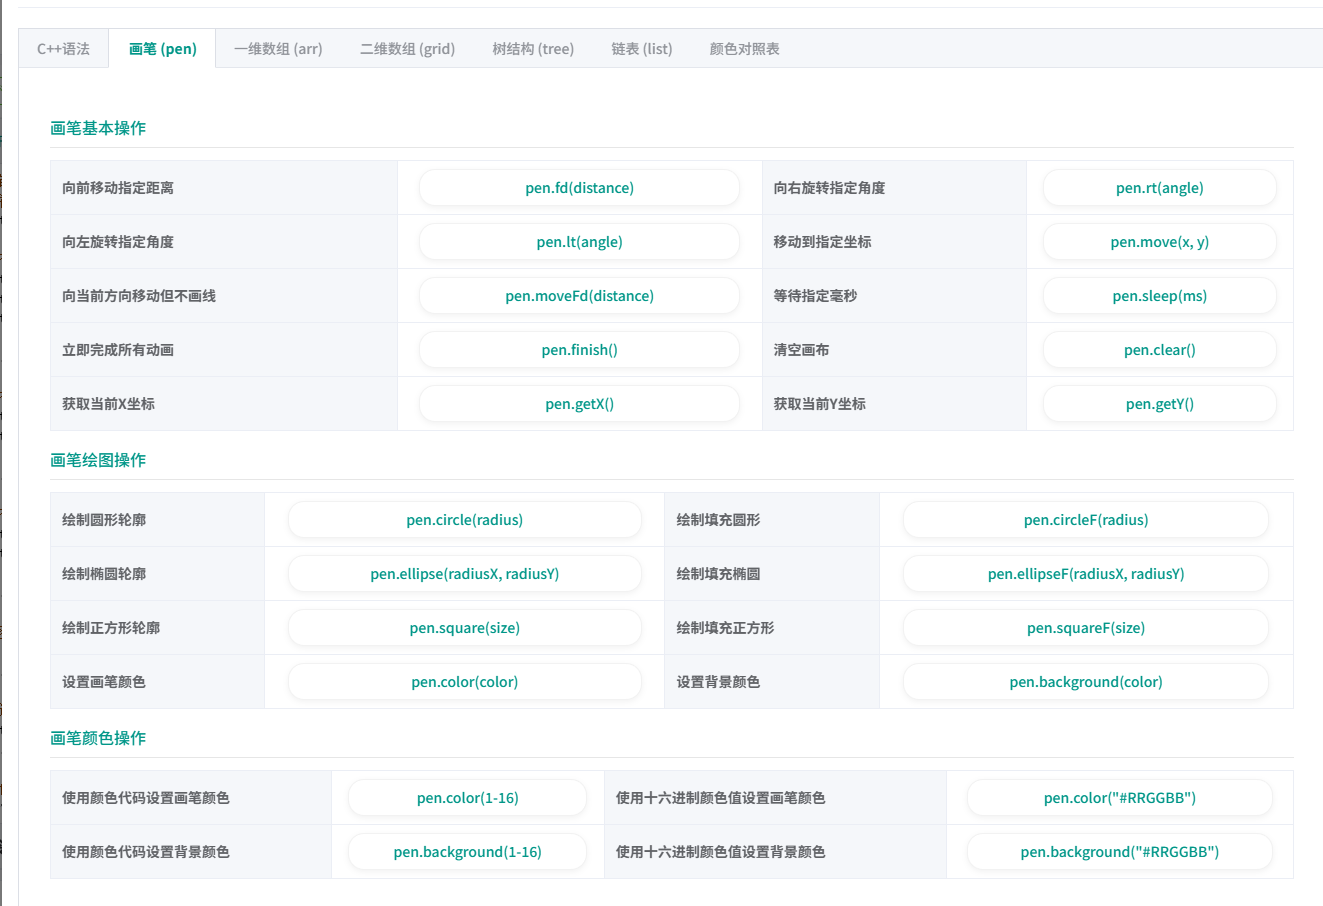 C++语法 画笔 (pen) 一维数组 (arr) 二维数组 (grid) 树结构 (tree) 链表 (list) 颜色对照表
画笔基本操作
向前移动指定距离 pen.fd(distance) 向右旋转指定角度 pen.rt(angle)
向左旋转指定角度 pen.lt(angle) 移动到指定坐标 pen.move(x, y)
向当前方向移动但不画线 pen.moveFd(distance) 等待指定毫秒 pen.sleep(ms)
立即完成所有动画 pen.finish() 清空画布 pen.clear()
获取当前X坐标 pen.getX() 获取当前Y坐标 pen.getY()
画笔绘图操作
绘制圆形轮廓 pen.circle(radius) 绘制填充圆形 pen.circleF(radius)
绘制椭圆轮廓 pen.ellipse(radiusX, radiusY) 绘制填充椭圆 pen.ellipseF(radiusX, radiusY)
绘制正方形轮廓 pen.square(size) 绘制填充正方形 pen.squareF(size)
设置画笔颜色 pen.color(color) 设置背景颜色 pen.background(color)
画笔颜色操作
使用颜色代码设置画笔颜色 pen.color(1-16) 使用十六进制颜色值设置画笔颜色 pen.color("#RRGGBB")
使用颜色代码设置背景颜色 pen.background(1-16) 使用十六进制颜色值设置背景颜色 pen.background("#RRGGBB")